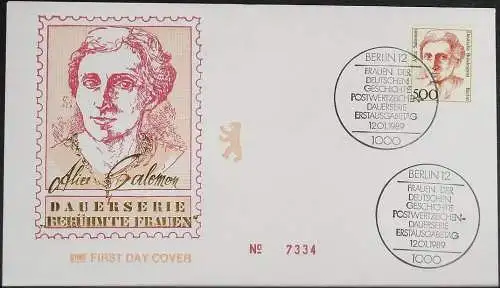 Alice Salomon
DAUERSERIE
„BERÜHMTE FRAUEN"
FIRST DAY COVER
№ 7334
BERLIN 12
FRAUEN DER
DEUTSCHEN
GESCHICHTE
POSTWERTZEICHEN-
DAUERSERIE
ERSTAUSGABETAG
12.01.1989
1000
Deutsche Bundespost
Berlin
500
BERLIN 12
FRAUEN DER
DEUTSCHEN
GESCHICHTE
POSTWERTZEICHEN-
DAUERSERIE
ERSTAUSGABETAG
12.01.1989
1000